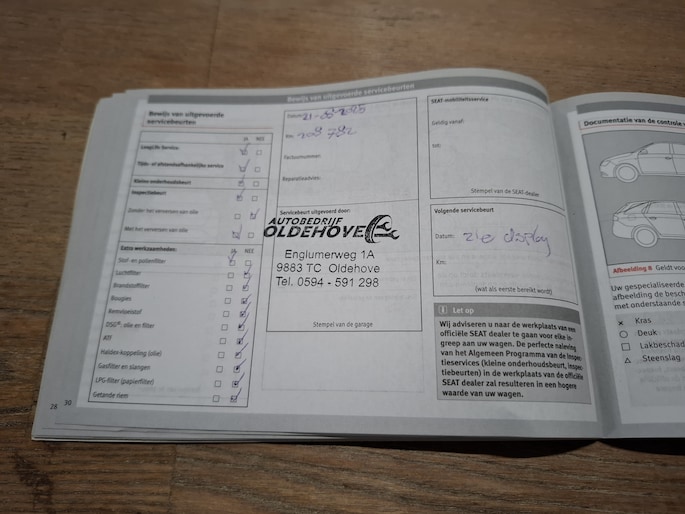 Bewijs van uitgevoerde servicebeurten
Bewijs van uitgevoerde
servicebeurten
JA NEE
LongLife Service:
Tijds- of afstandsafhankelijke service
Kleine onderhoudsbeurt
Inspectiebeurt
Zonder het verversen van olie
Met het verversen van olie
Extra werkzaamheden:
JA NEE
Stof- en pollenfilter
Luchtfilter
Brandstoffilter
Bougies
Remvloeistof
DSG®: olie en filter
ATF
Haldex-koppeling (olie)
Gasfilter en slangen
LPG-filter (papierfilter)
Getande riem
28 30
Datum:
Km:
Factuurnummer:
Reparatieadvies:
Servicebeurt uitgevoerd door:
AUTOBEDRIJF
OLDEHOVE
Englumerweg 1A
9883 TC Oldehove
Tel. 0594 - 591 298
Stempel van de garage
SEAT-mobiliteitsservice
Geldig vanaf:
tot:
Stempel van de SEAT-dealer
Volgende servicebeurt
Datum: zie display
Km:
(wat als eerste bereikt wordt)
i Let op
Wij adviseren u naar de werkplaats van een
officiële SEAT dealer te gaan voor elke in-
greep aan uw wagen. De perfecte naleving
van het Algemeen Programma van de Inspec-
tieservices (kleine onderhoudsbeurt, inspec-
tiebeurten) in de werkplaats van de officiële
SEAT dealer zal resulteren in een hogere
waarde van uw wagen.
Documentatie van de controle v
Afbeelding 8 Geldt voo
Uw gespecialiseerde
afbeelding de besch
met onderstaande s
× Kras
○ Deuk
□ Lakbeschad
△ Steenslag